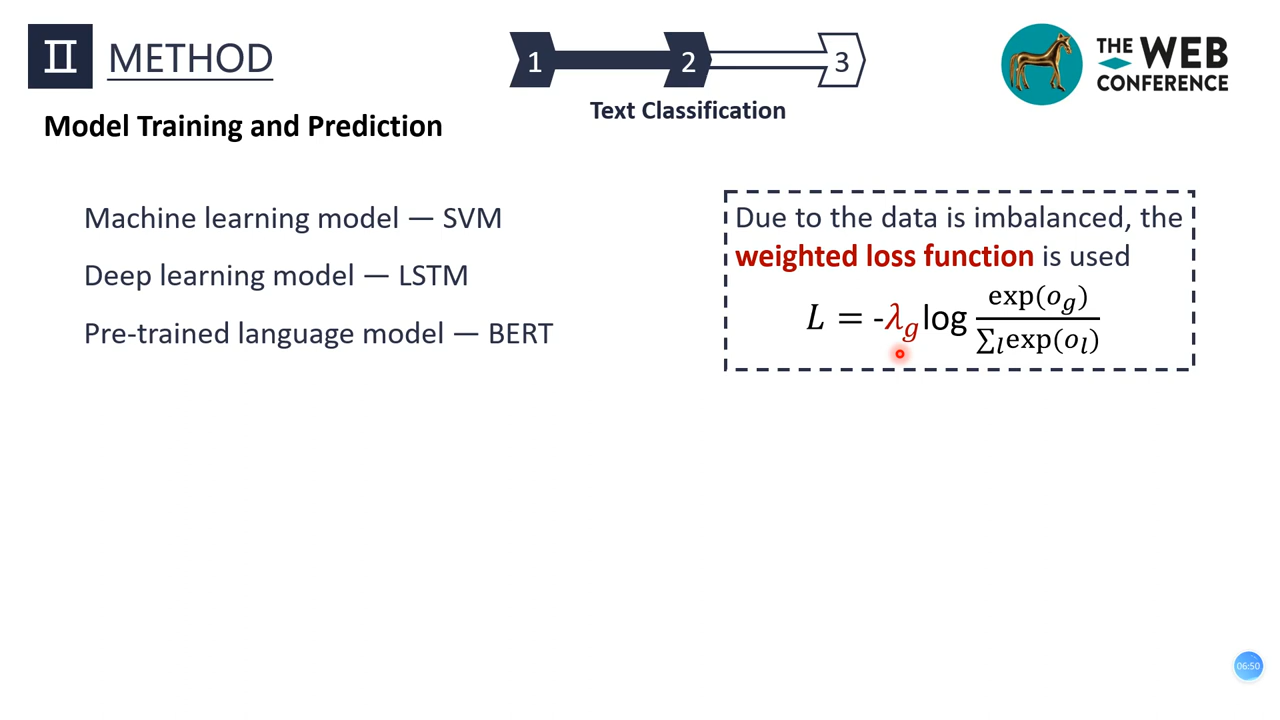 II METHOD
1 2 3
Text Classification
THE WEB
CONFERENCE
Model Training and Prediction
Machine learning model — SVM
Deep learning model — LSTM
Pre-trained language model — BERT
Due to the data is imbalanced, the
weighted loss function is used
L = -λ_g log exp(o_g) / ∑_l exp(o_l)
06:50